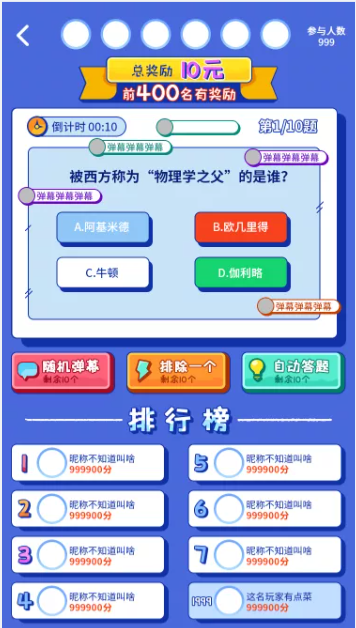 参与人数
999
总奖励 10元
前400名有奖励
倒计时 00:10
第1/10题
弹幕弹幕弹幕
弹幕弹幕弹幕
被西方称为“物理学之父”的是谁?
弹幕弹幕弹幕
A.阿基米德
B.欧几里得
C.牛顿
D.伽利略
弹幕弹幕弹幕
随机弹幕
剩余10个
排除一个
剩余10个
自动答题
剩余10个
排行榜
1 昵称不知道叫啥
999900分
5 昵称不知道叫啥
999900分
2 昵称不知道叫啥
999900分
6 昵称不知道叫啥
999900分
3 昵称不知道叫啥
999900分
7 昵称不知道叫啥
999900分
4 昵称不知道叫啥
999900分
1999 这名玩家有点菜
999900分